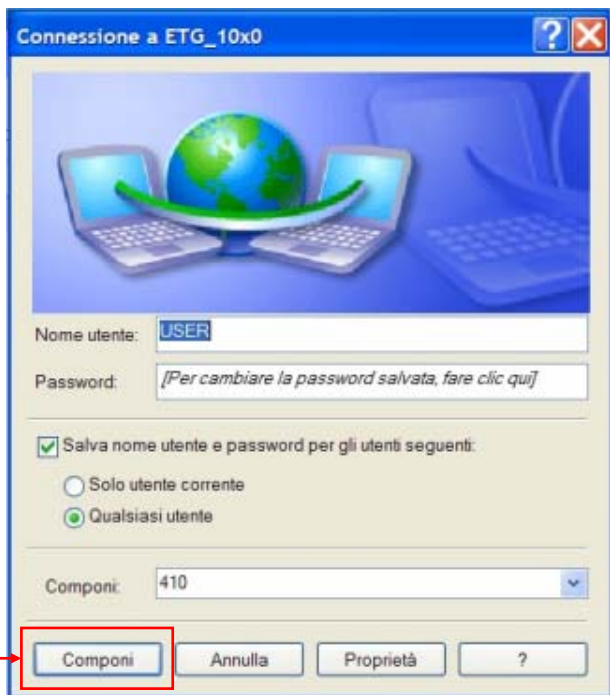 Connessione a ETG_10x0
Nome utente: USER
Password: [Per cambiare la password salvata, fare clic qui]
Salva nome utente e password per gli utenti seguenti:
Solo utente corrente
Qualsiasi utente
Componi: 410
Componi Annulla Proprietà ?